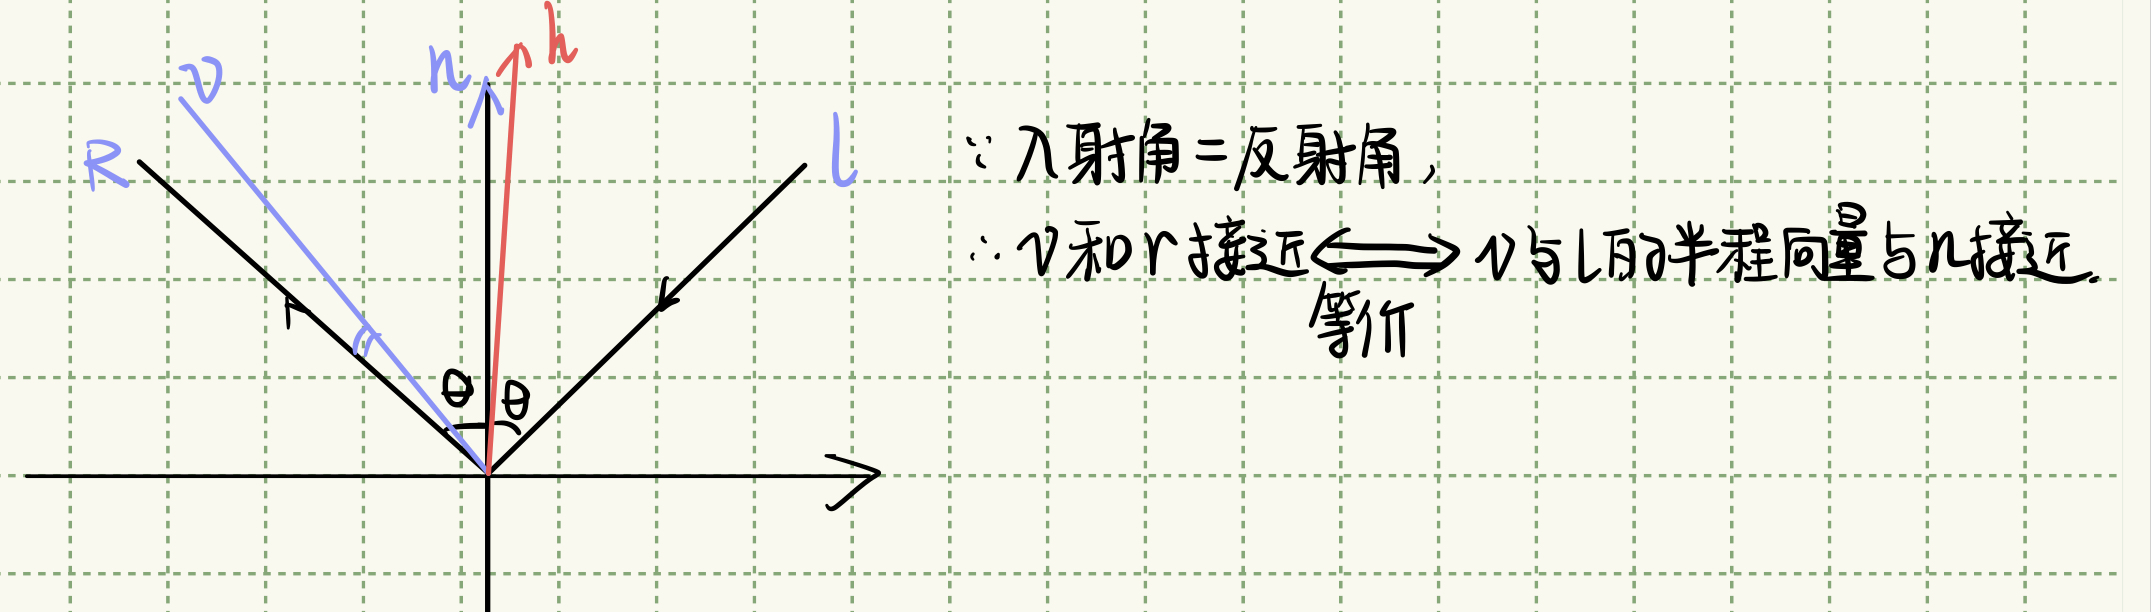 v
n
h
R
l
θ
θ
∵ 入射角=反射角,
∴ v和r接近 ⟺ v与l的半程向量与n接近.
等价